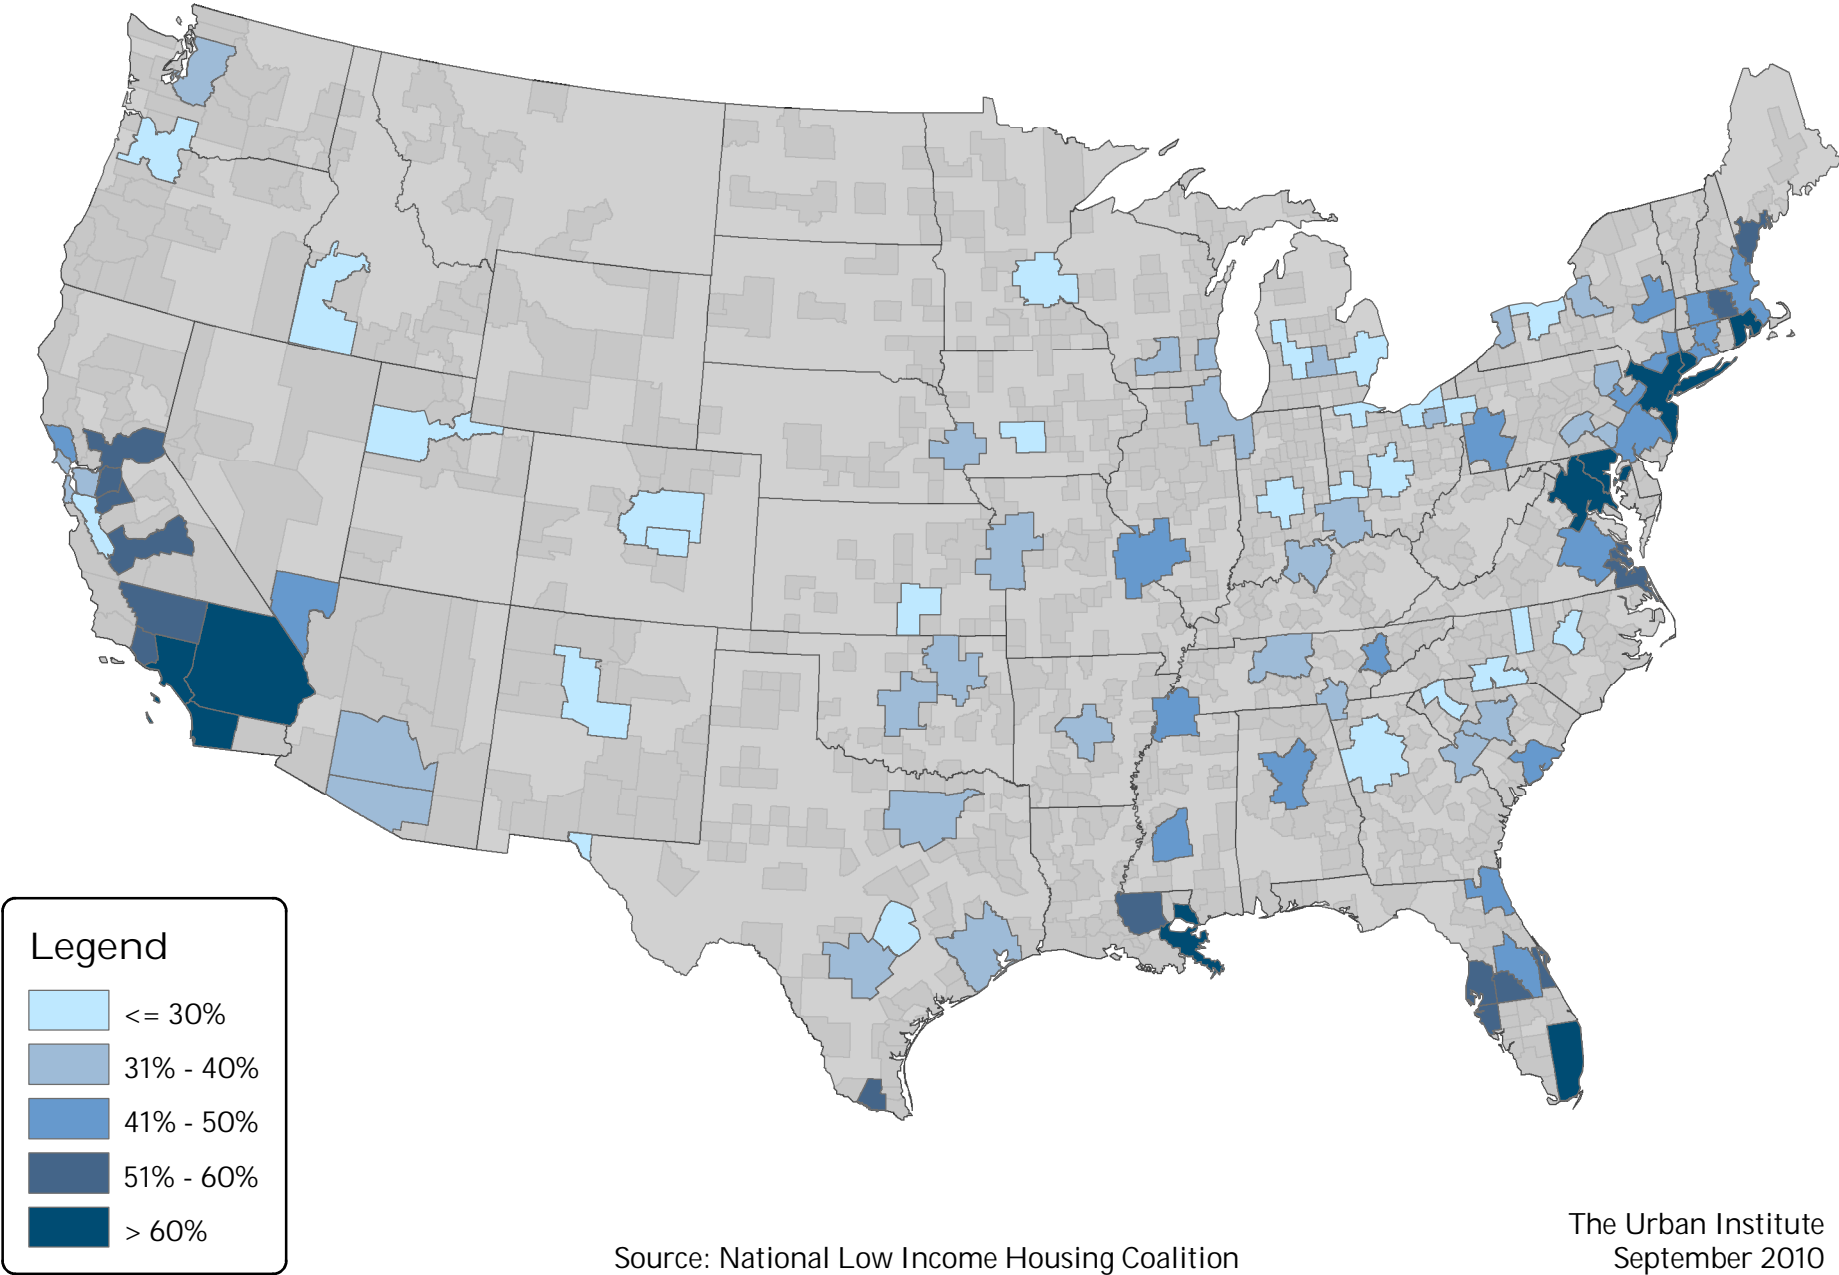 Legend
<= 30%
31% - 40%
41% - 50%
51% - 60%
> 60%
Source: National Low Income Housing Coalition
The Urban Institute
September 2010